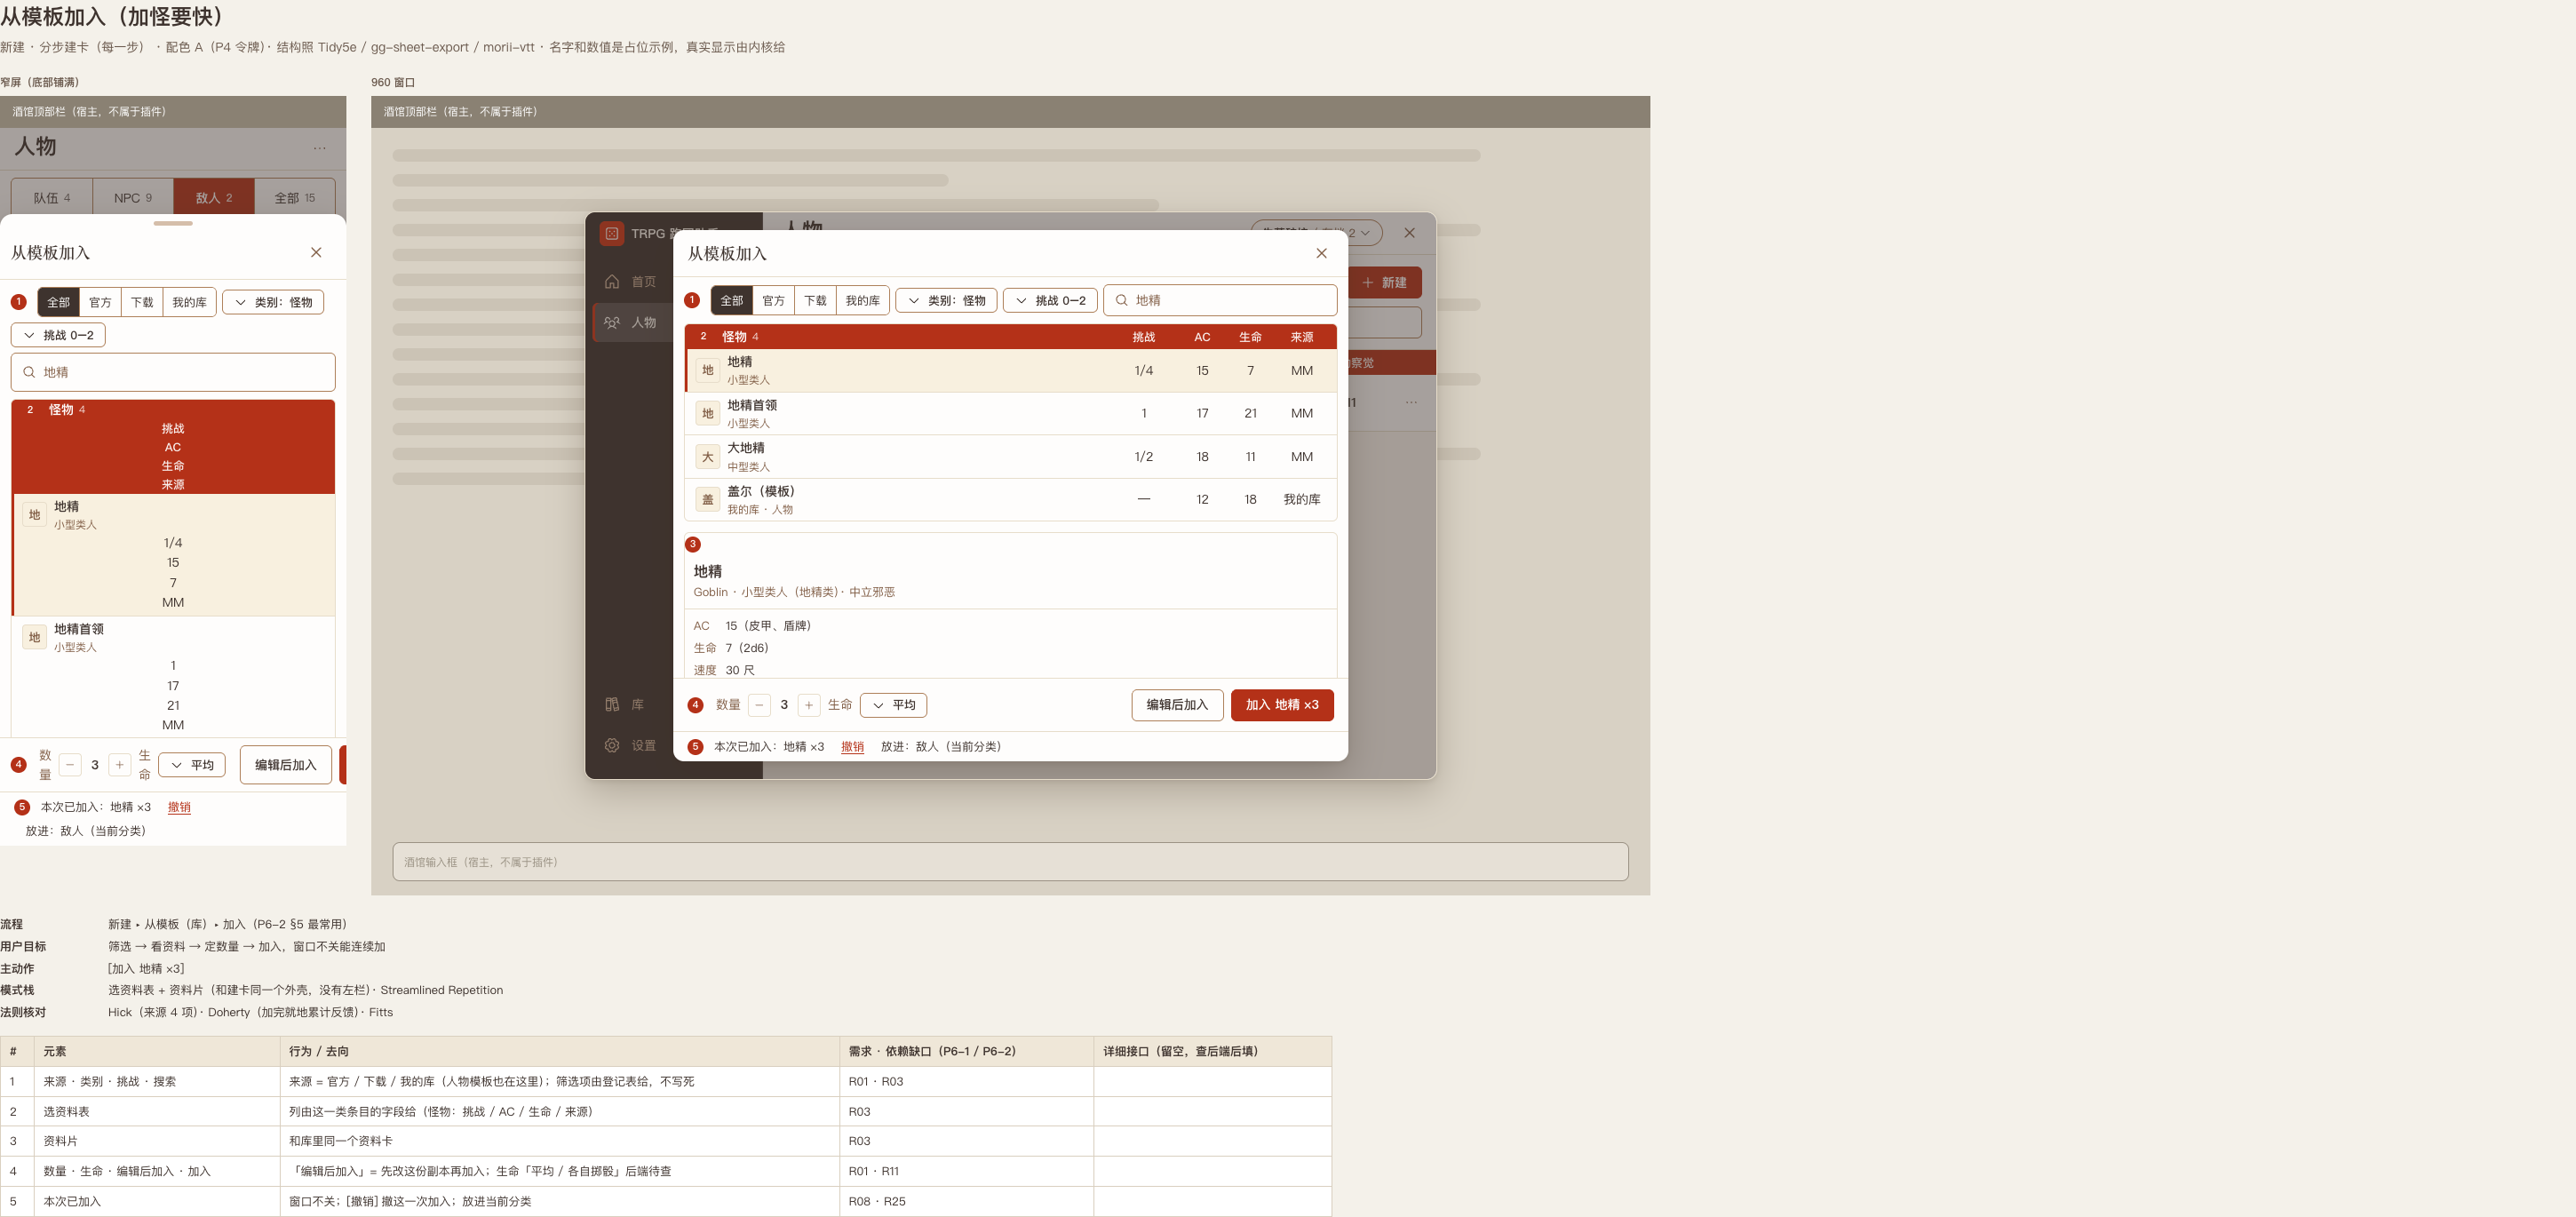 从模板加入（加怪要快）
新建 · 分步建卡（每一步） · 配色 A（P4 令牌）· 结构照 Tidy5e / gg-sheet-export / morii-vtt · 名字和数值是占位示例，真实显示由内核给
窄屏（底部铺满）
酒馆顶部栏（宿主，不属于插件）
人物
···
队伍 4
NPC 9
敌人 2
全部 15
从模板加入
1
全部
官方
下载
我的库
类别：怪物
挑战 0—2
地精
2 怪物 4
挑战
AC
生命
来源
地
地精
小型类人
1/4
15
7
MM
地
地精首领
小型类人
1
17
21
MM
4
数量
3
生命
平均
编辑后加入
5 本次已加入：地精 ×3 撤销
放进：敌人（当前分类）
960 窗口
酒馆顶部栏（宿主，不属于插件）
TRPG
人物
2
首页
人物
库
设置
新建
察觉
···
从模板加入
1
全部
官方
下载
我的库
类别：怪物
挑战 0—2
地精
2 怪物 4 挑战 AC 生命 来源
地 地精 1/4 15 7 MM
小型类人
地 地精首领 1 17 21 MM
小型类人
大 大地精 1/2 18 11 MM
中型类人
盖 盖尔（模板） — 12 18 我的库
我的库 · 人物
3
地精
Goblin · 小型类人（地精类）· 中立邪恶
AC 15（皮甲、盾牌）
生命 7（2d6）
速度 30 尺
4 数量 − 3 + 生命 平均 编辑后加入 加入 地精 ×3
5 本次已加入：地精 ×3 撤销 放进：敌人（当前分类）
酒馆输入框（宿主，不属于插件）
流程 新建 ▸ 从模板（库）▸ 加入（P6-2 §5 最常用）
用户目标 筛选 → 看资料 → 定数量 → 加入，窗口不关能连续加
主动作 [加入 地精 ×3]
模式栈 选资料表 + 资料片（和建卡同一个外壳，没有左栏）· Streamlined Repetition
法则核对 Hick（来源 4 项）· Doherty（加完就地累计反馈）· Fitts
# 元素 行为 / 去向 需求 · 依赖缺口（P6-1 / P6-2） 详细接口（留空，查后端后填）
1 来源 · 类别 · 挑战 · 搜索 来源 = 官方 / 下载 / 我的库（人物模板也在这里）；筛选项由登记表给，不写死 R01 · R03
2 选资料表 列由这一类条目的字段给（怪物：挑战 / AC / 生命 / 来源） R03
3 资料片 和库里同一个资料卡 R03
4 数量 · 生命 · 编辑后加入 · 加入 「编辑后加入」= 先改这份副本再加入；生命「平均 / 各自掷骰」后端待查 R01 · R11
5 本次已加入 窗口不关；[撤销] 撤这一次加入；放进当前分类 R08 · R25